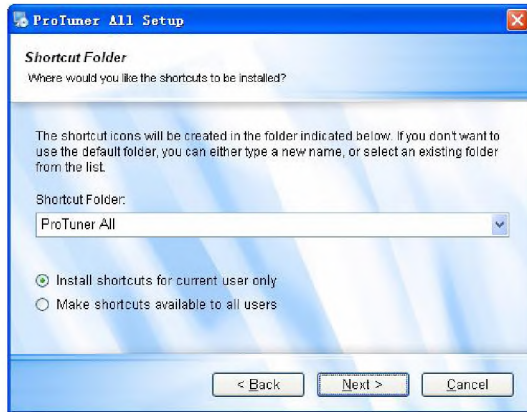 ProTuner All Setup
Shortcut Folder
Where would you like the shortcuts to be installed?
The shortcut icons will be created in the folder indicated below. If you don't want to
use the default folder, you can either type a new name, or select an existing folder
from the list.
Shortcut Folder:
ProTuner All
Install shortcuts for current user only
Make shortcuts available to all users
< Back
Next >
Cancel